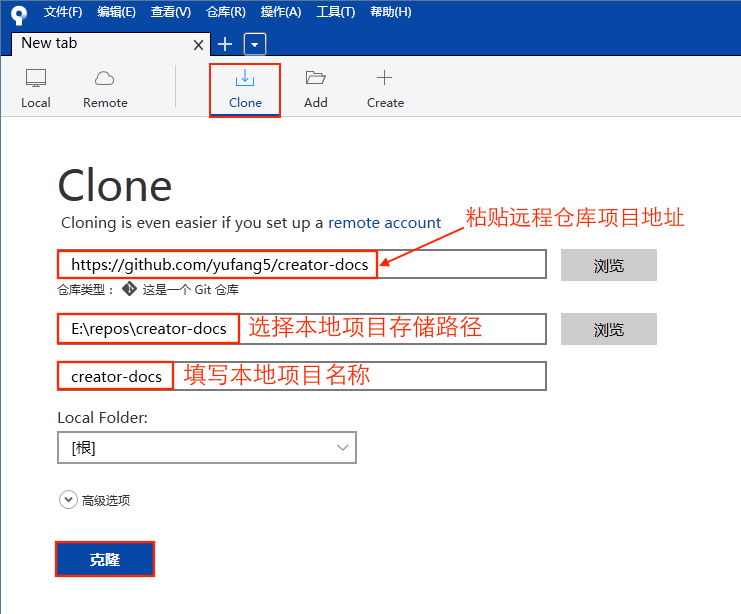 文件(F) 编辑(E) 查看(V) 仓库(R) 操作(A) 工具(T) 帮助(H)
New tab
Local Remote Clone Add Create
Clone
Cloning is even easier if you set up a remote account
粘贴远程仓库项目地址
https://github.com/yufang5/creator-docs 浏览
仓库类型： 这是一个 Git 仓库
E:\repos\creator-docs 选择本地项目存储路径 浏览
creator-docs 填写本地项目名称
Local Folder:
[根]
高级选项
克隆